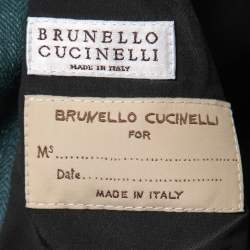 BRUNELLO
CUCINELLI
MADE IN ITALY
BRUNELLO CUCINELLI
FOR
Ms
Date
MADE IN ITALY